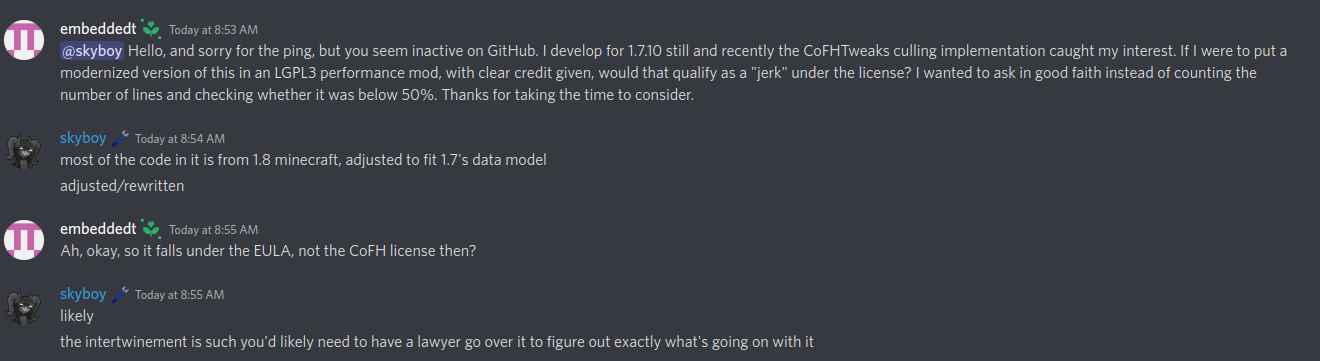 embeddedt Today at 8:53 AM
@skyboy Hello, and sorry for the ping, but you seem inactive on GitHub. I develop for 1.7.10 still and recently the CoFHTweaks culling implementation caught my interest. If I were to put a
modernized version of this in an LGPL3 performance mod, with clear credit given, would that qualify as a "jerk" under the license? I wanted to ask in good faith instead of counting the
number of lines and checking whether it was below 50%. Thanks for taking the time to consider.
skyboy Today at 8:54 AM
most of the code in it is from 1.8 minecraft, adjusted to fit 1.7's data model
adjusted/rewritten
embeddedt Today at 8:55 AM
Ah, okay, so it falls under the EULA, not the CoFH license then?
skyboy Today at 8:55 AM
likely
the intertwinement is such you'd likely need to have a lawyer go over it to figure out exactly what's going on with it